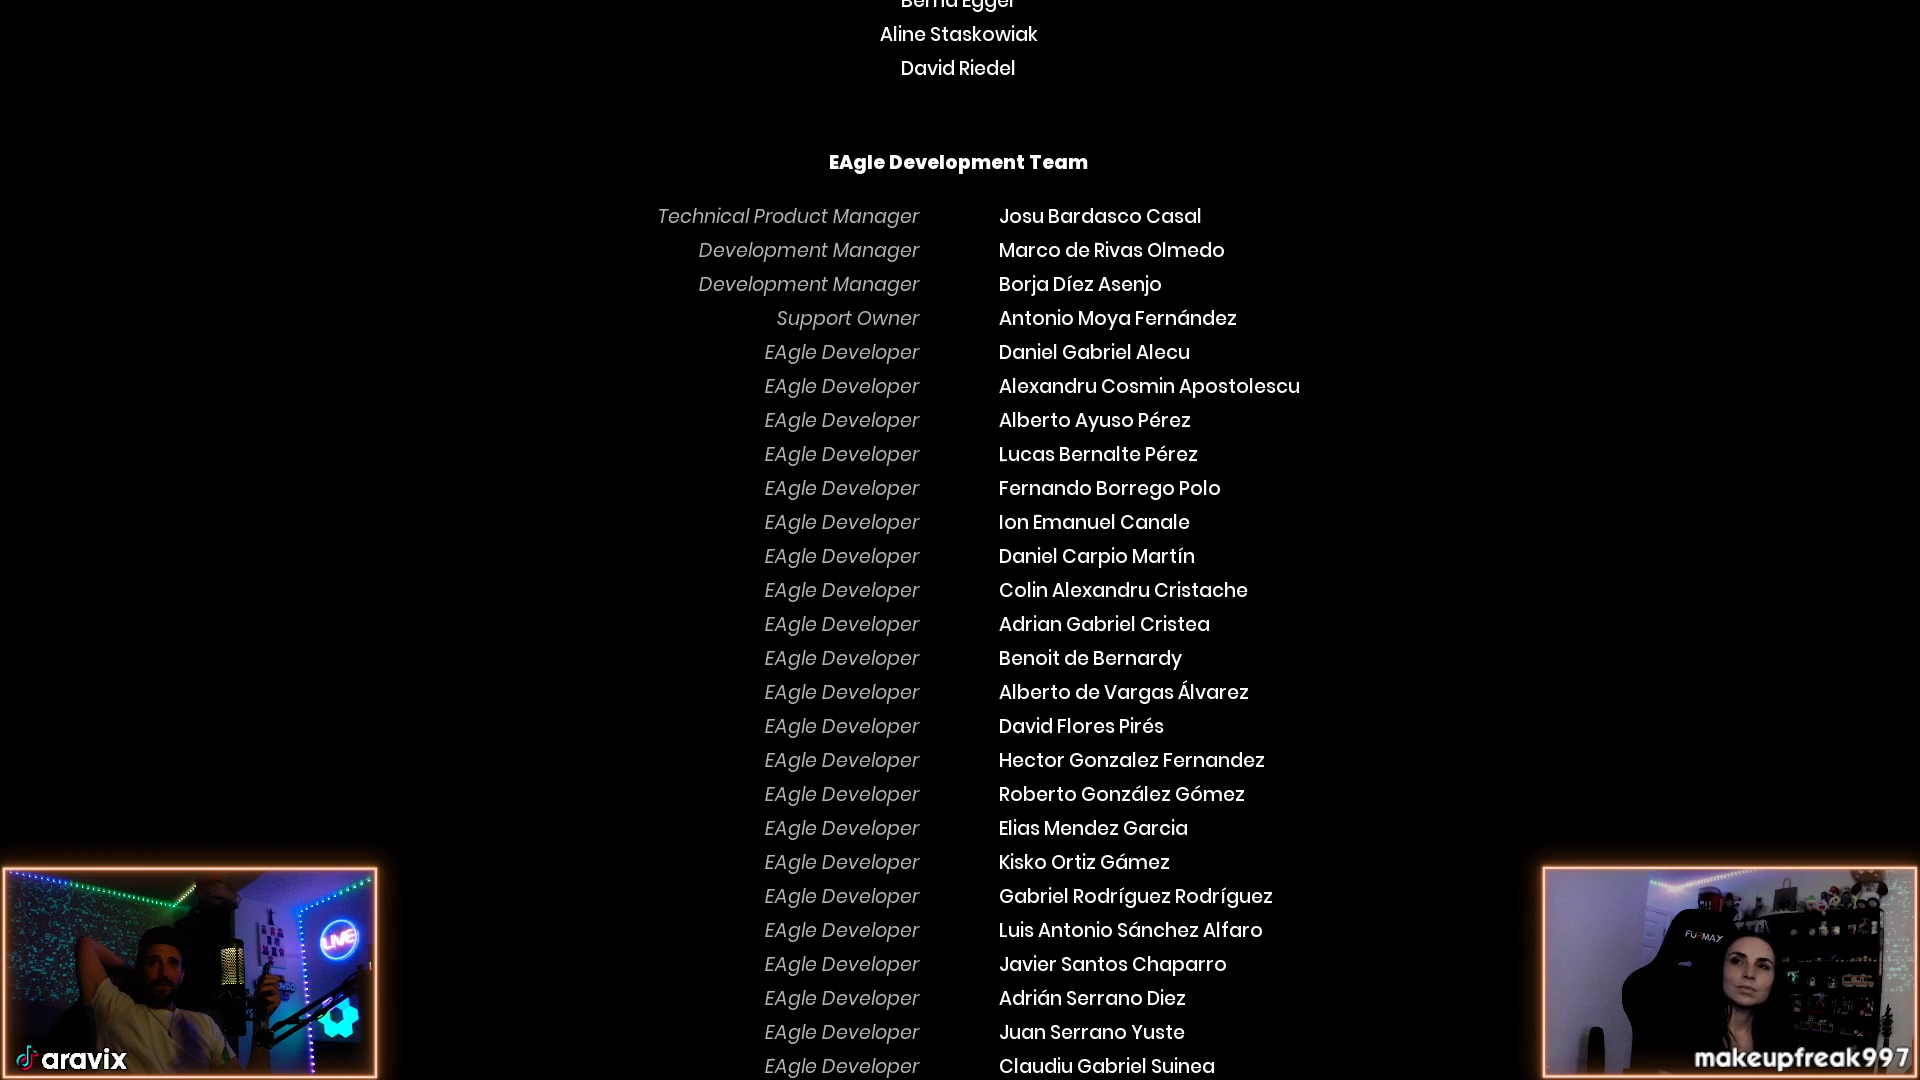 Bernd Egger
Aline Staskowiak
David Riedel
EAgle Development Team
Technical Product Manager Josu Bardasco Casal
Development Manager Marco de Rivas Olmedo
Development Manager Borja Díez Asenjo
Support Owner Antonio Moya Fernández
EAgle Developer Daniel Gabriel Alecu
EAgle Developer Alexandru Cosmin Apostolescu
EAgle Developer Alberto Ayuso Pérez
EAgle Developer Lucas Bernalte Pérez
EAgle Developer Fernando Borrego Polo
EAgle Developer Ion Emanuel Canale
EAgle Developer Daniel Carpio Martín
EAgle Developer Colin Alexandru Cristache
EAgle Developer Adrian Gabriel Cristea
EAgle Developer Benoit de Bernardy
EAgle Developer Alberto de Vargas Álvarez
EAgle Developer David Flores Pirés
EAgle Developer Hector Gonzalez Fernandez
EAgle Developer Roberto González Gómez
EAgle Developer Elias Mendez Garcia
EAgle Developer Kisko Ortiz Gámez
EAgle Developer Gabriel Rodríguez Rodríguez
EAgle Developer Luis Antonio Sánchez Alfaro
EAgle Developer Javier Santos Chaparro
EAgle Developer Adrián Serrano Diez
EAgle Developer Juan Serrano Yuste
EAgle Developer Claudiu Gabriel Suinea
LIVE
aravix
FURMAX
makeupfreak997